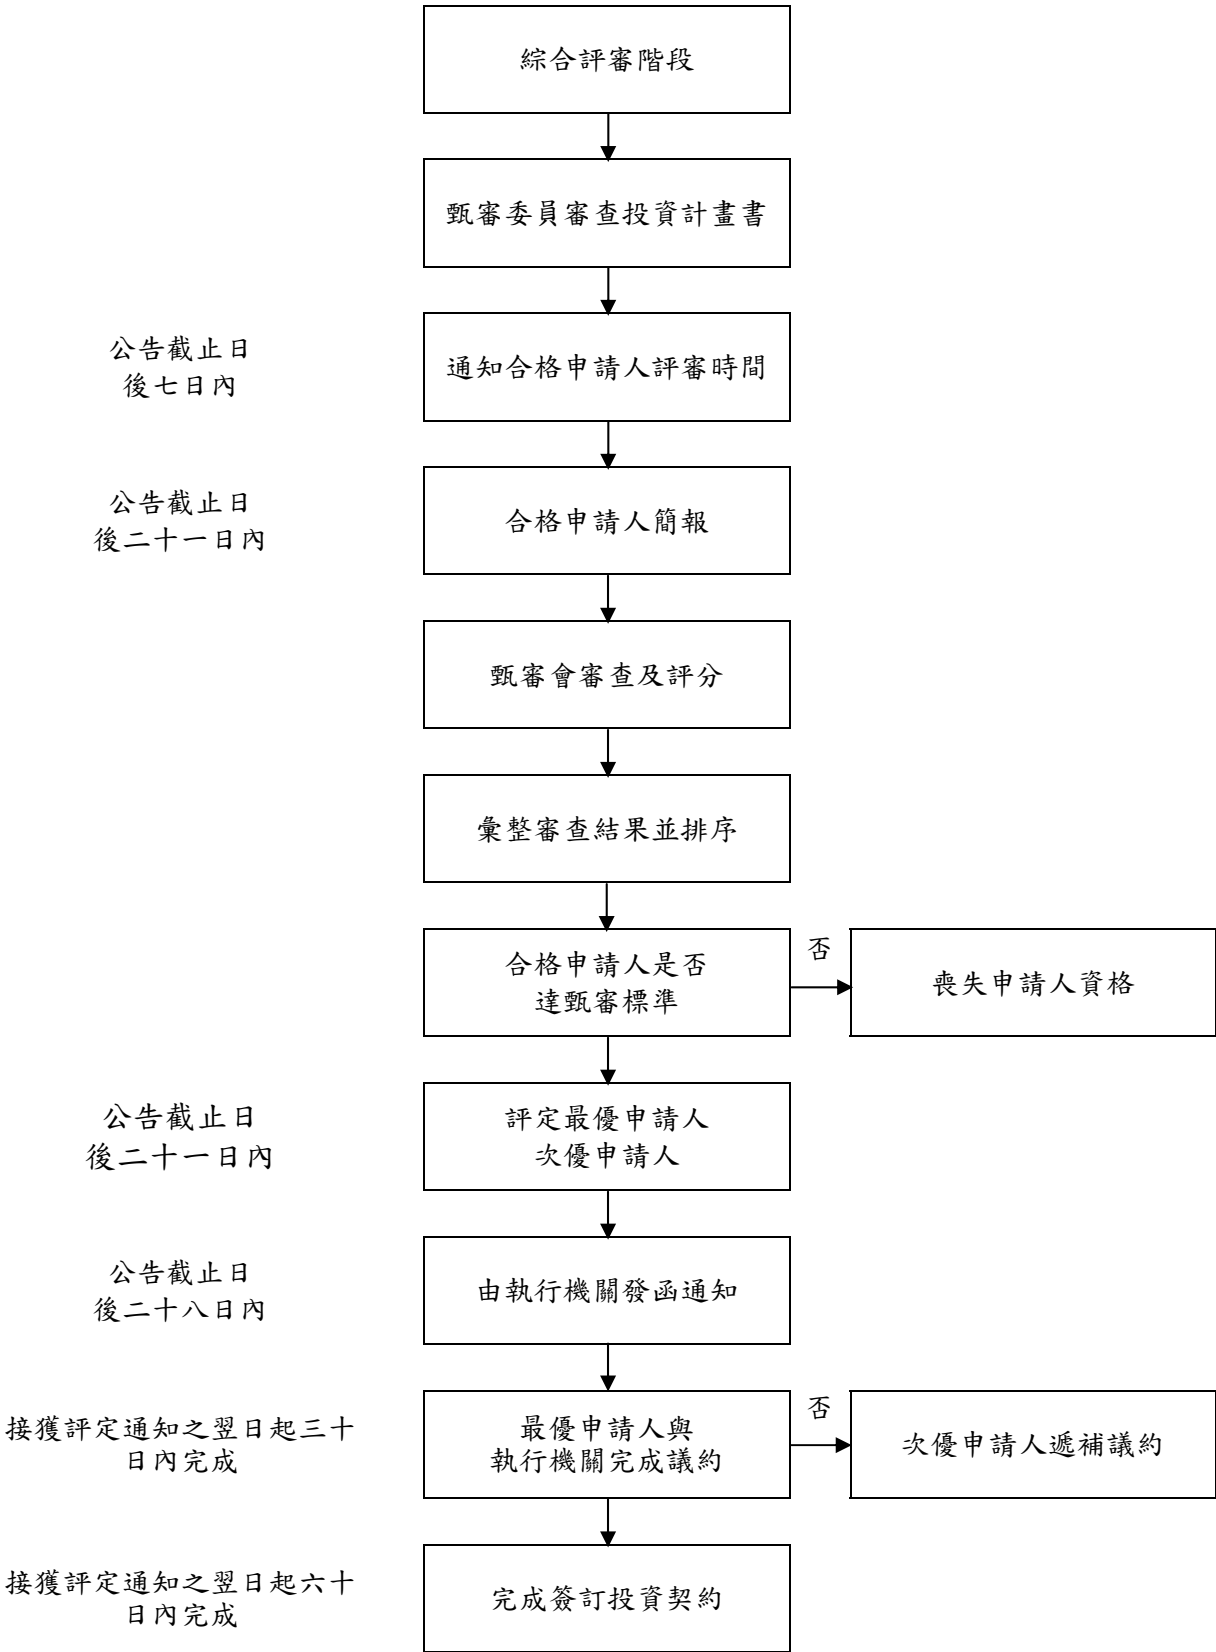 綜合評審階段
甄審委員審查投資計畫書
公告截止日
後七日內
通知合格申請人評審時間
公告截止日
後二十一日內
合格申請人簡報
甄審會審查及評分
彙整審查結果並排序
合格申請人是否
達甄審標準
否
喪失申請人資格
公告截止日
後二十一日內
評定最優申請人
次優申請人
公告截止日
後二十八日內
由執行機關發函通知
接獲評定通知之翌日起三十
日內完成
最優申請人與
執行機關完成議約
否
次優申請人遞補議約
接獲評定通知之翌日起六十
日內完成
完成簽訂投資契約